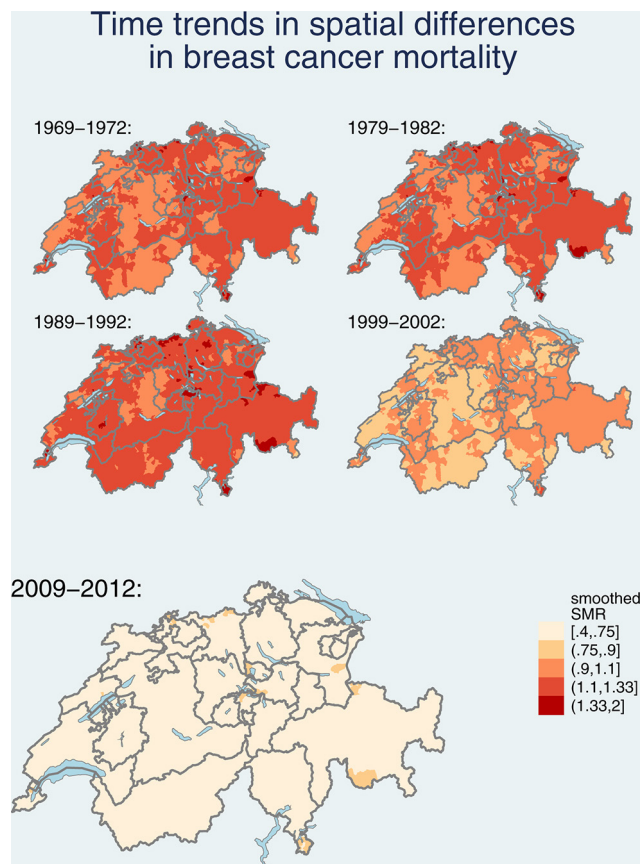 Time trends in spatial differences
in breast cancer mortality
1969−1972:
1979−1982:
1989−1992:
1999−2002:
2009−2012:
smoothed
SMR
[.4,.75]
(.75,.9]
(.9,1.1]
(1.1,1.33]
(1.33,2]